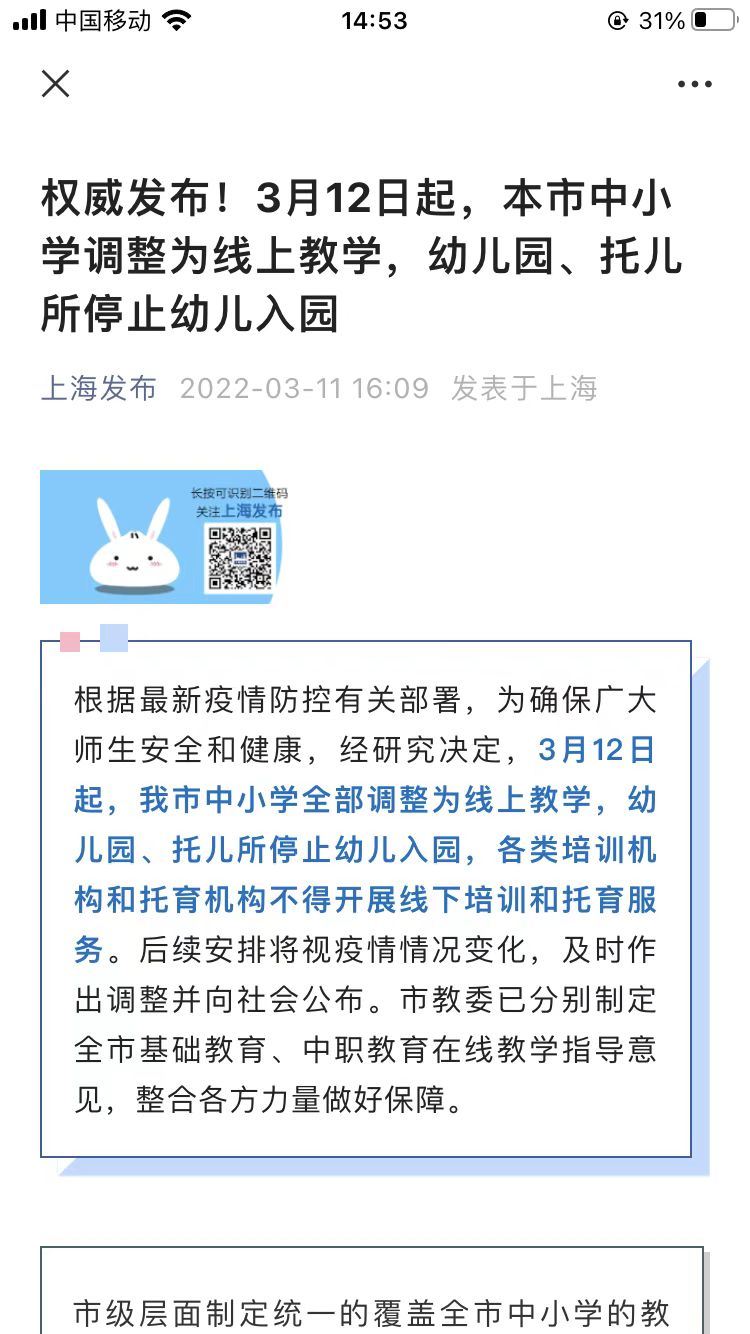 中国移动
14:53
31%
权威发布！3月12日起，本市中小
学调整为线上教学，幼儿园、托儿
所停止幼儿入园
上海发布 2022-03-11 16:09 发表于上海
长按可识别二维码
关注上海发布
根据最新疫情防控有关部署，为确保广大
师生安全和健康，经研究决定，3月12日
起，我市中小学全部调整为线上教学，幼
儿园、托儿所停止幼儿入园，各类培训机
构和托育机构不得开展线下培训和托育服
务。后续安排将视疫情情况变化，及时作
出调整并向社会公布。市教委已分别制定
全市基础教育、中职教育在线教学指导意
见，整合各方力量做好保障。
市级层面制定统一的覆盖全市中小学的教